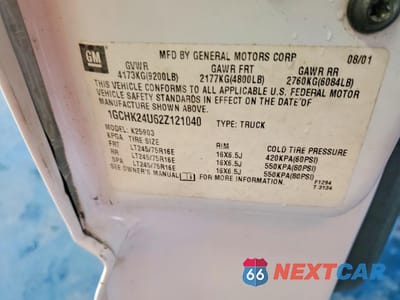 GM
MFD BY GENERAL MOTORS CORP 08/01
GVWR GAWR FRT GAWR RR
4173KG(9200LB) 2177KG(4800LB) 2760KG(6084LB)
THIS VEHICLE CONFORMS TO ALL APPLICABLE U.S. FEDERAL MOTOR
VEHICLE SAFETY STANDARDS IN EFFECT ON THE DATE OF
MANUFACTURE SHOWN ABOVE.
1GCHK24U62Z121040 TYPE: TRUCK
MODEL: K25903
KPGA TIRE SIZE RIM COLD TIRE PRESSURE
FRT LT245/75R16E 16X6.5J 420KPA(60PSI)
RR LT245/75R16E 16X6.5J 550KPA(80PSI)
SPA LT245/75R16E 16X6.5J 550KPA(80PSI)
SEE OWNER'S MANUAL FOR MORE INFORMATION.
F1294
T-3134
66 NEXTCAR